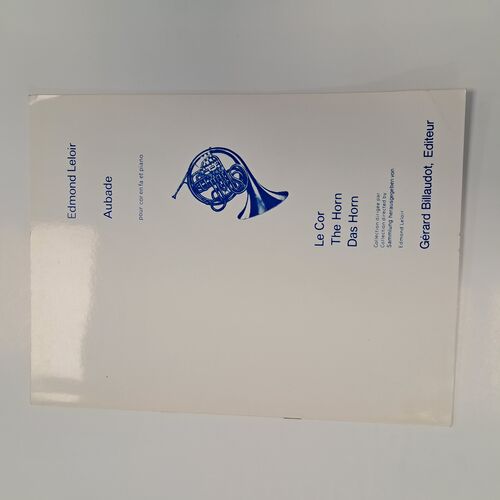 Edmond Leloir
Aubade
pour cor en fa et piano
Le Cor
The Horn
Das Horn
Collection dirigée par
Collection directed by
Sammlung herausgegeben von
Edmond Leloir
Gérard Billaudot, Editeur